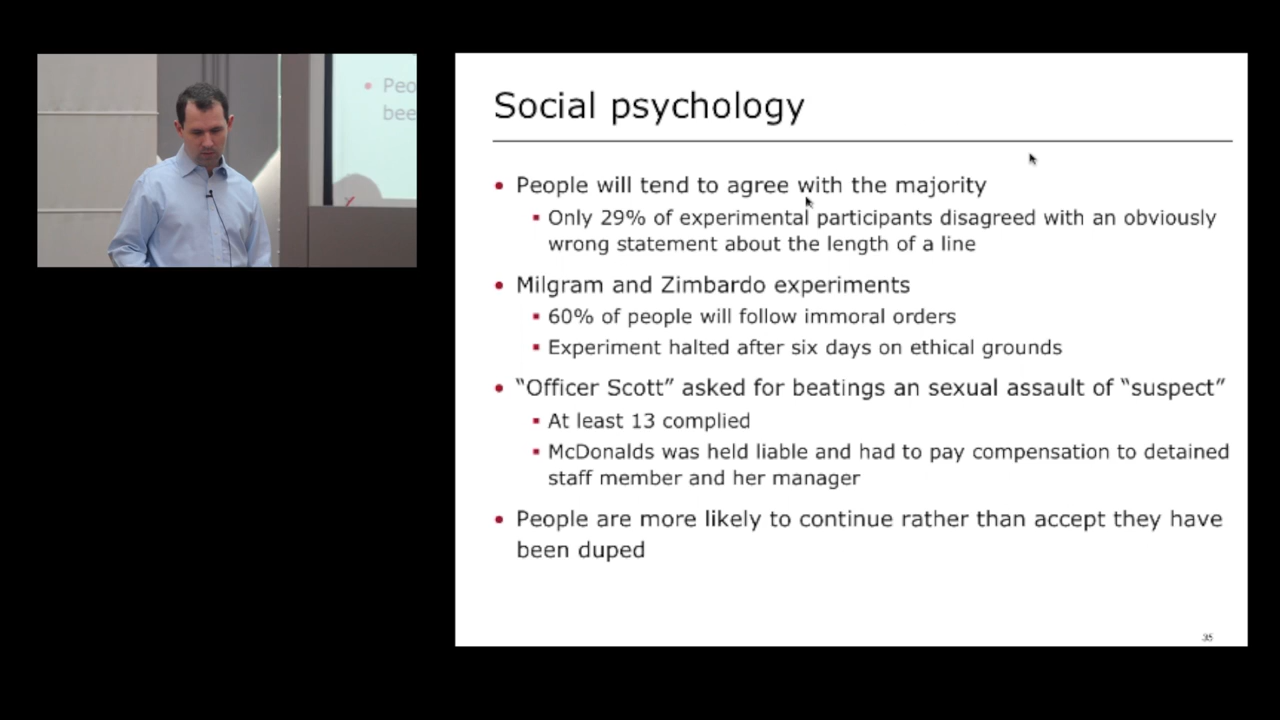 • Peo
bee
Social psychology
• People will tend to agree with the majority
▪ Only 29% of experimental participants disagreed with an obviously
wrong statement about the length of a line
• Milgram and Zimbardo experiments
▪ 60% of people will follow immoral orders
▪ Experiment halted after six days on ethical grounds
• “Officer Scott” asked for beatings an sexual assault of “suspect”
▪ At least 13 complied
▪ McDonalds was held liable and had to pay compensation to detained
staff member and her manager
• People are more likely to continue rather than accept they have
been duped
35